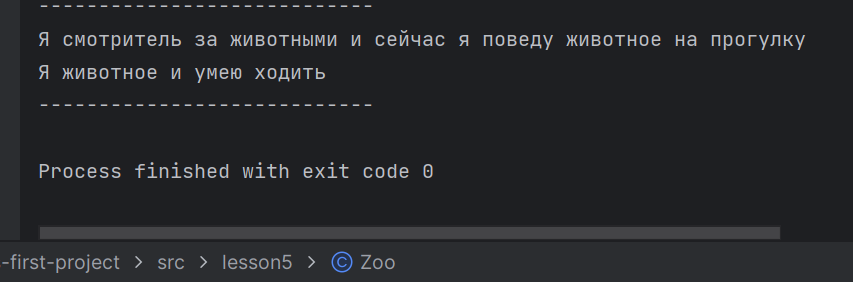 ----------------------------
Я смотритель за животными и сейчас я поведу животное на прогулку
Я животное и умею ходить
----------------------------
Process finished with exit code 0
-first-project > src > lesson5 > © Zoo